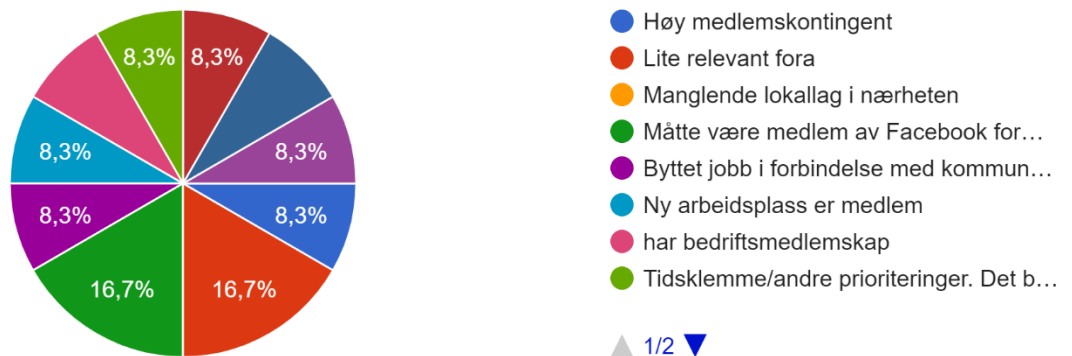 8,3%
8,3%
8,3%
8,3%
8,3%
8,3%
16,7%
16,7%
Høy medlemskontingent
Lite relevant fora
Manglende lokallag i nærheten
Måtte være medlem av Facebook for…
Byttet jobb i forbindelse med kommun…
Ny arbeidsplass er medlem
har bedriftsmedlemskap
Tidsklemme/andre prioriteringer. Det b…
1/2